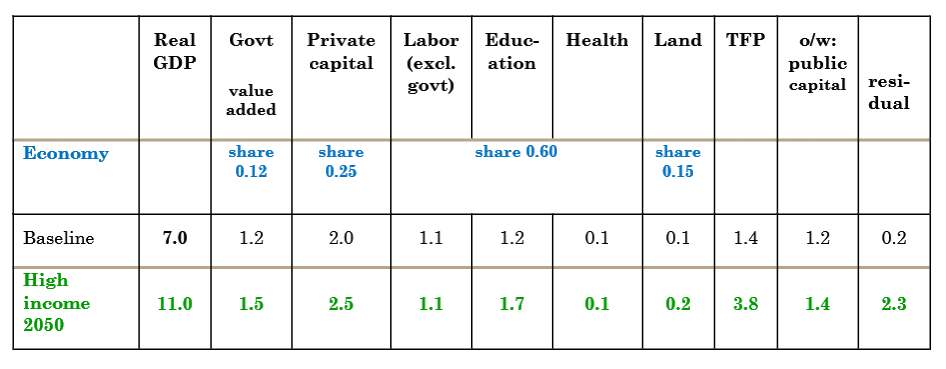 Real GDP
Govt value added
Private capital
Labor (excl. govt)
Educ-ation
Health
Land
TFP
o/w: public capital
resi-dual
Economy
share 0.12
share 0.25
share 0.60
share 0.15
Baseline 7.0 1.2 2.0 1.1 1.2 0.1 0.1 1.4 1.2 0.2
High income 2050 11.0 1.5 2.5 1.1 1.7 0.1 0.2 3.8 1.4 2.3